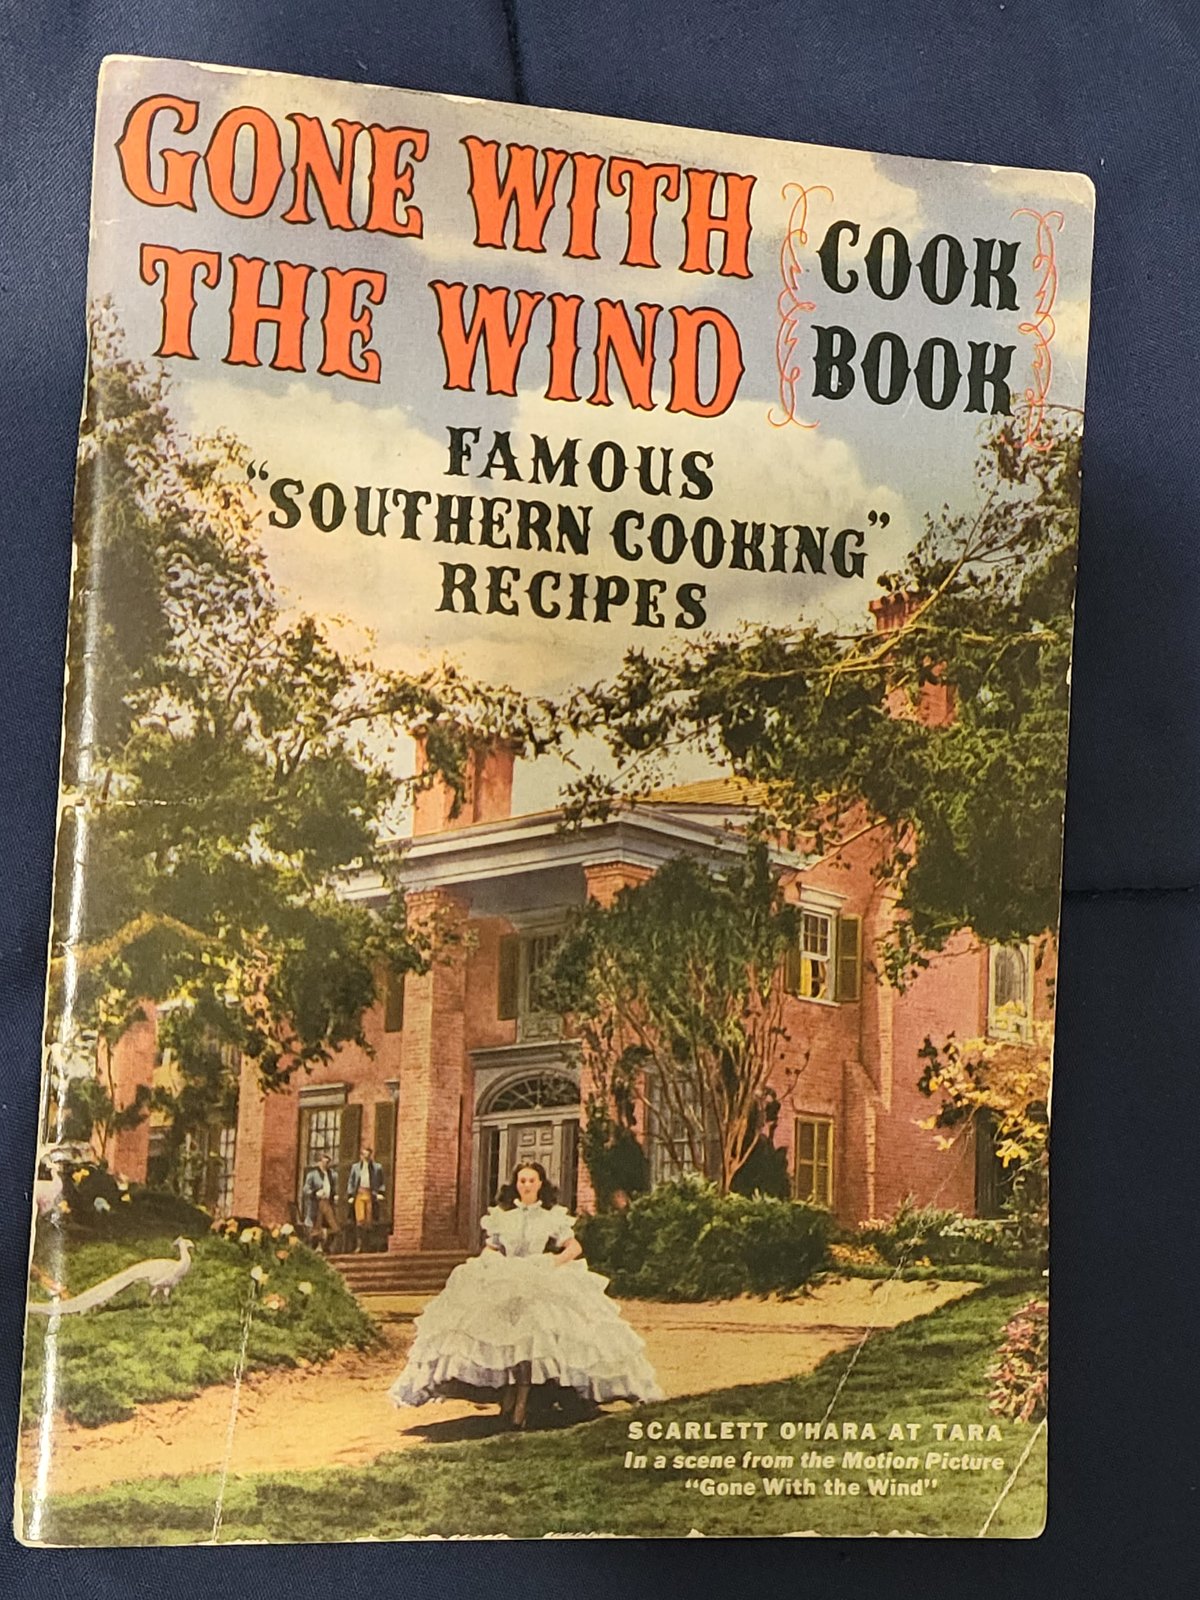 GONE WITH
THE WIND
COOK
BOOK
FAMOUS
"SOUTHERN COOKING"
RECIPES
SCARLETT O'HARA AT TARA
In a scene from the Motion Picture
"Gone With the Wind"